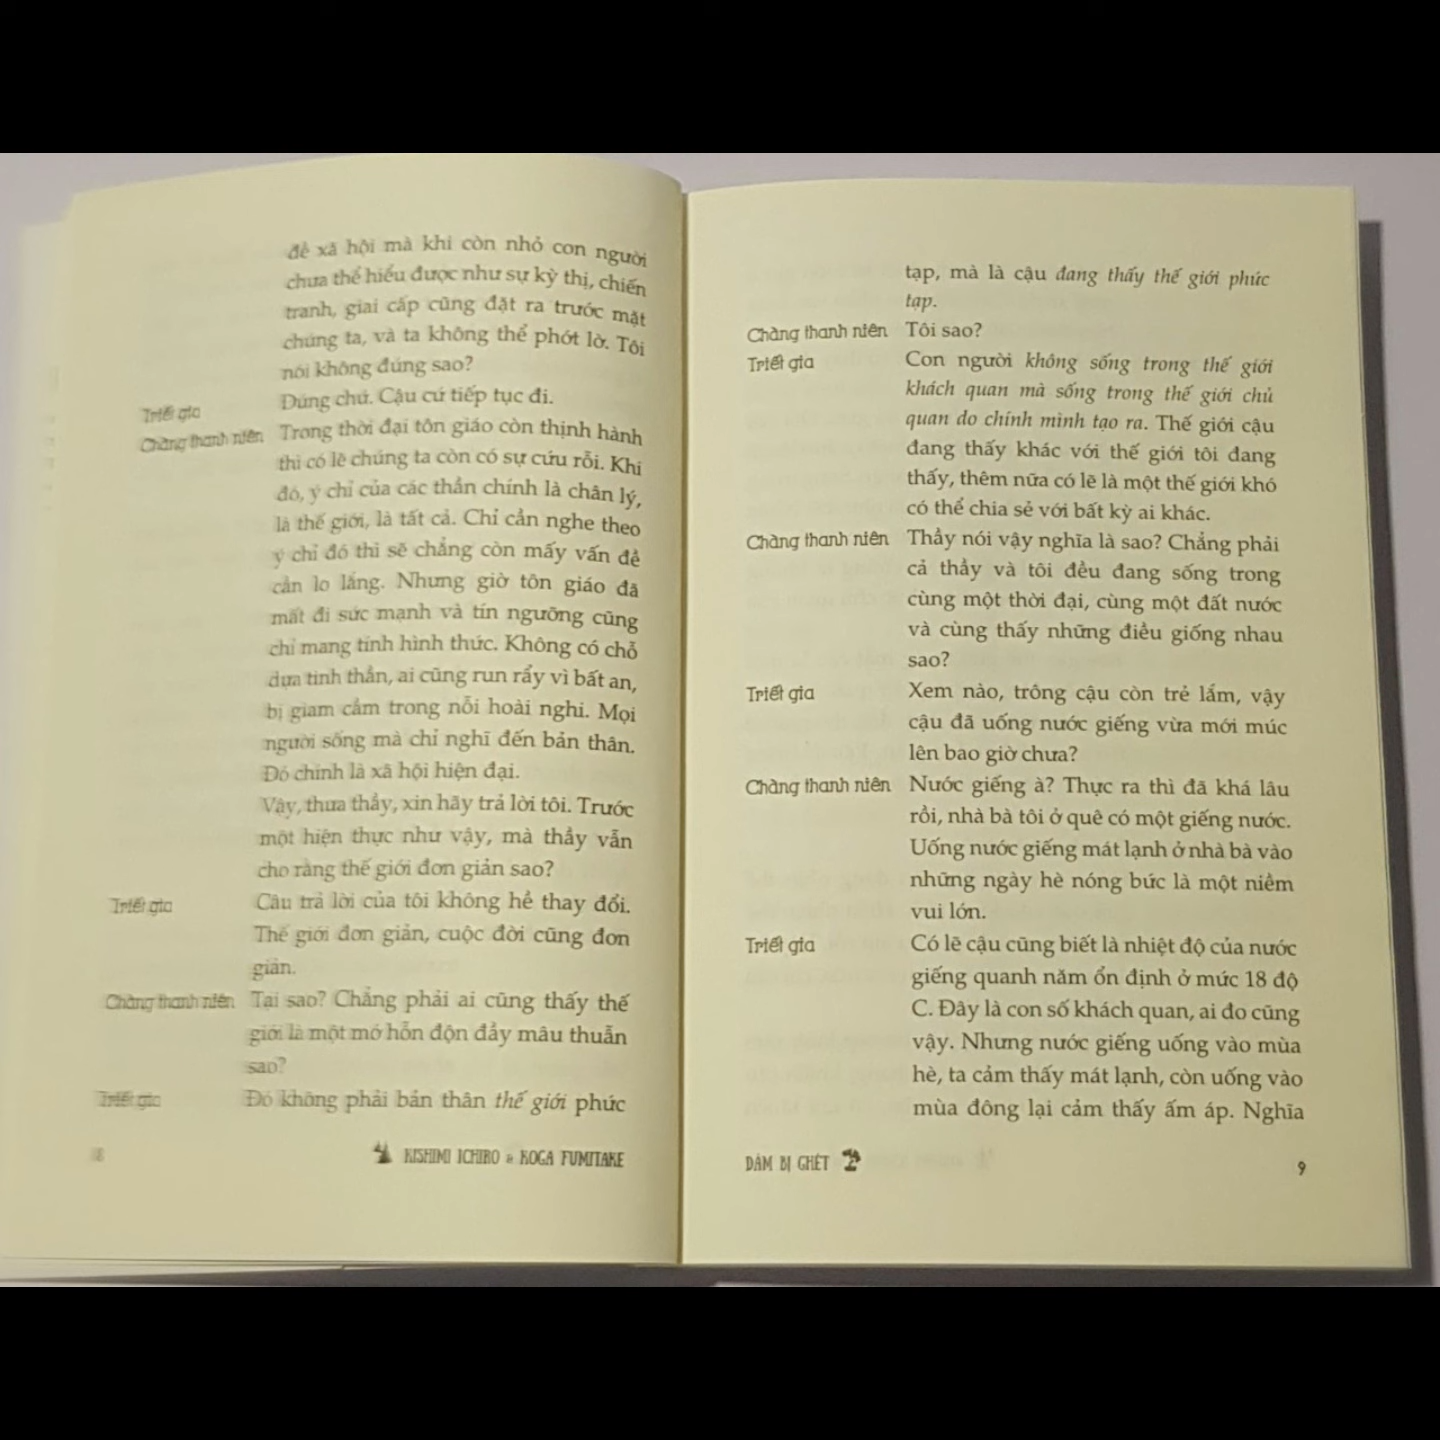 đề xã hội mà khi còn nhỏ con người
chưa thể hiểu được như sự kỳ thị, chiến
tranh, giai cấp cũng đặt ra trước mặt
chúng ta, và ta không thể phớt lờ. Tôi
nói không đúng sao?
Triết gia Đúng chứ. Cậu cứ tiếp tục đi.
Chàng thanh niên Trong thời đại tôn giáo còn thịnh hành
thì có lẽ chúng ta còn có sự cứu rỗi. Khi
đó, ý chỉ của các thần chính là chân lý,
là thế giới, là tất cả. Chỉ cần nghe theo
ý chỉ đó thì sẽ chẳng còn mấy vấn đề
cần lo lắng. Nhưng giờ tôn giáo đã
mất đi sức mạnh và tín ngưỡng cũng
chỉ mang tính hình thức. Không có chỗ
dựa tinh thần, ai cũng run rẩy vì bất an,
bị giam cầm trong nỗi hoài nghi. Mọi
người sống mà chỉ nghĩ đến bản thân.
Đó chính là xã hội hiện đại.
Vậy, thưa thầy, xin hãy trả lời tôi. Trước
một hiện thực như vậy, mà thầy vẫn
cho rằng thế giới đơn giản sao?
Triết gia Câu trả lời của tôi không hề thay đổi.
Thế giới đơn giản, cuộc đời cũng đơn
giản.
Chàng thanh niên Tại sao? Chẳng phải ai cũng thấy thế
giới là một mớ hỗn độn đầy mâu thuẫn
sao?
Triết gia Đó không phải bản thân thế giới phức
8 KISHIMI ICHIRO & KOGA FUMITAKE
tạp, mà là cậu đang thấy thế giới phức
tạp.
Chàng thanh niên Tôi sao?
Triết gia Con người không sống trong thế giới
khách quan mà sống trong thế giới chủ
quan do chính mình tạo ra. Thế giới cậu
đang thấy khác với thế giới tôi đang
thấy, thêm nữa có lẽ là một thế giới khó
có thể chia sẻ với bất kỳ ai khác.
Chàng thanh niên Thầy nói vậy nghĩa là sao? Chẳng phải
cả thầy và tôi đều đang sống trong
cùng một thời đại, cùng một đất nước
và cùng thấy những điều giống nhau
sao?
Triết gia Xem nào, trông cậu còn trẻ lắm, vậy
cậu đã uống nước giếng vừa mới múc
lên bao giờ chưa?
Chàng thanh niên Nước giếng à? Thực ra thì đã khá lâu
rồi, nhà bà tôi ở quê có một giếng nước.
Uống nước giếng mát lạnh ở nhà bà vào
những ngày hè nóng bức là một niềm
vui lớn.
Triết gia Có lẽ cậu cũng biết là nhiệt độ của nước
giếng quanh năm ổn định ở mức 18 độ
C. Đây là con số khách quan, ai đo cũng
vậy. Nhưng nước giếng uống vào mùa
hè, ta cảm thấy mát lạnh, còn uống vào
mùa đông lại cảm thấy ấm áp. Nghĩa
DÁM BỊ GHÉT 9